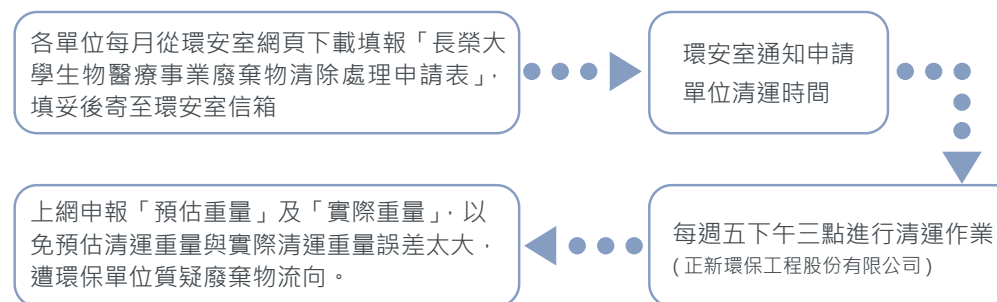 各單位每月從環安室網頁下載填報「長榮大
學生物醫療事業廢棄物清除處理申請表」,
填妥後寄至環安室信箱
環安室通知申請
單位清運時間
每週五下午三點進行清運作業
(正新環保工程股份有限公司)
上網申報「預估重量」及「實際重量」,以
免預估清運重量與實際清運重量誤差太大,
遭環保單位質疑廢棄物流向。